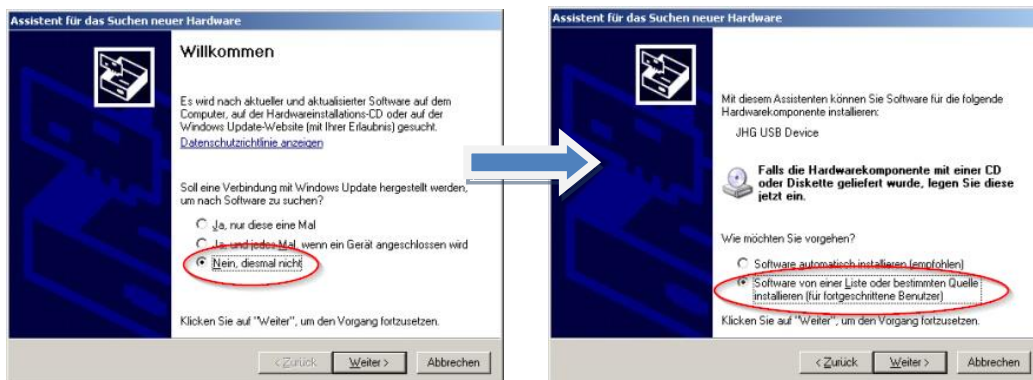 Assistent für das Suchen neuer Hardware
Willkommen
Es wird nach aktueller und aktualisierter Software auf dem
Computer, auf der Hardwareinstallations-CD oder auf der
Windows Update-Website (mit Ihrer Erlaubnis) gesucht.
Datenschutzrichtlinie anzeigen
Soll eine Verbindung mit Windows Update hergestellt werden,
um nach Software zu suchen?
Ja, nur diese eine Mal
Ja, und jedes Mal, wenn ein Gerät angeschlossen wird
Nein, diesmal nicht
Klicken Sie auf "Weiter", um den Vorgang fortzusetzen.
< Zurück
Weiter >
Abbrechen
Assistent für das Suchen neuer Hardware
Mit diesem Assistenten können Sie Software für die folgende
Hardwarekomponente installieren:
JHG USB Device
Falls die Hardwarekomponente mit einer CD
oder Diskette geliefert wurde, legen Sie diese
jetzt ein.
Wie möchten Sie vorgehen?
Software automatisch installieren (empfohlen)
Software von einer Liste oder bestimmten Quelle
installieren (für fortgeschrittene Benutzer)
Klicken Sie auf "Weiter", um den Vorgang fortzusetzen.
< Zurück
Weiter >
Abbrechen